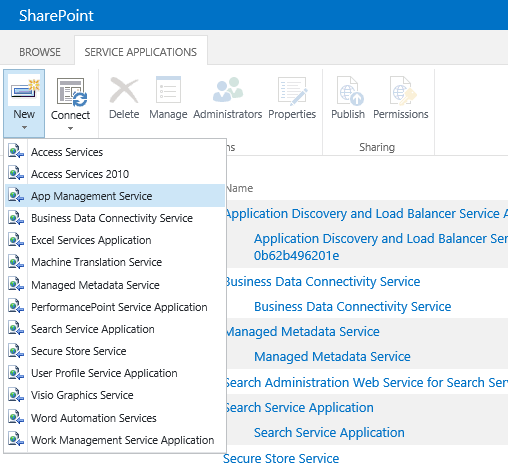 SharePoint
BROWSE SERVICE APPLICATIONS
New Connect Delete Manage Administrators Properties Publish Permissions
Sharing
Access Services
Access Services 2010
App Management Service
Business Data Connectivity Service
Excel Services Application
Machine Translation Service
Managed Metadata Service
PerformancePoint Service Application
Search Service Application
Secure Store Service
User Profile Service Application
Visio Graphics Service
Word Automation Services
Work Management Service Application
Name
Application Discovery and Load Balancer Service A
Application Discovery and Load Balancer Ser
0b62b496201e
Business Data Connectivity Service
Business Data Connectivity Service
Managed Metadata Service
Managed Metadata Service
Search Administration Web Service for Search Serv
Search Service Application
Search Service Application
Secure Store Service